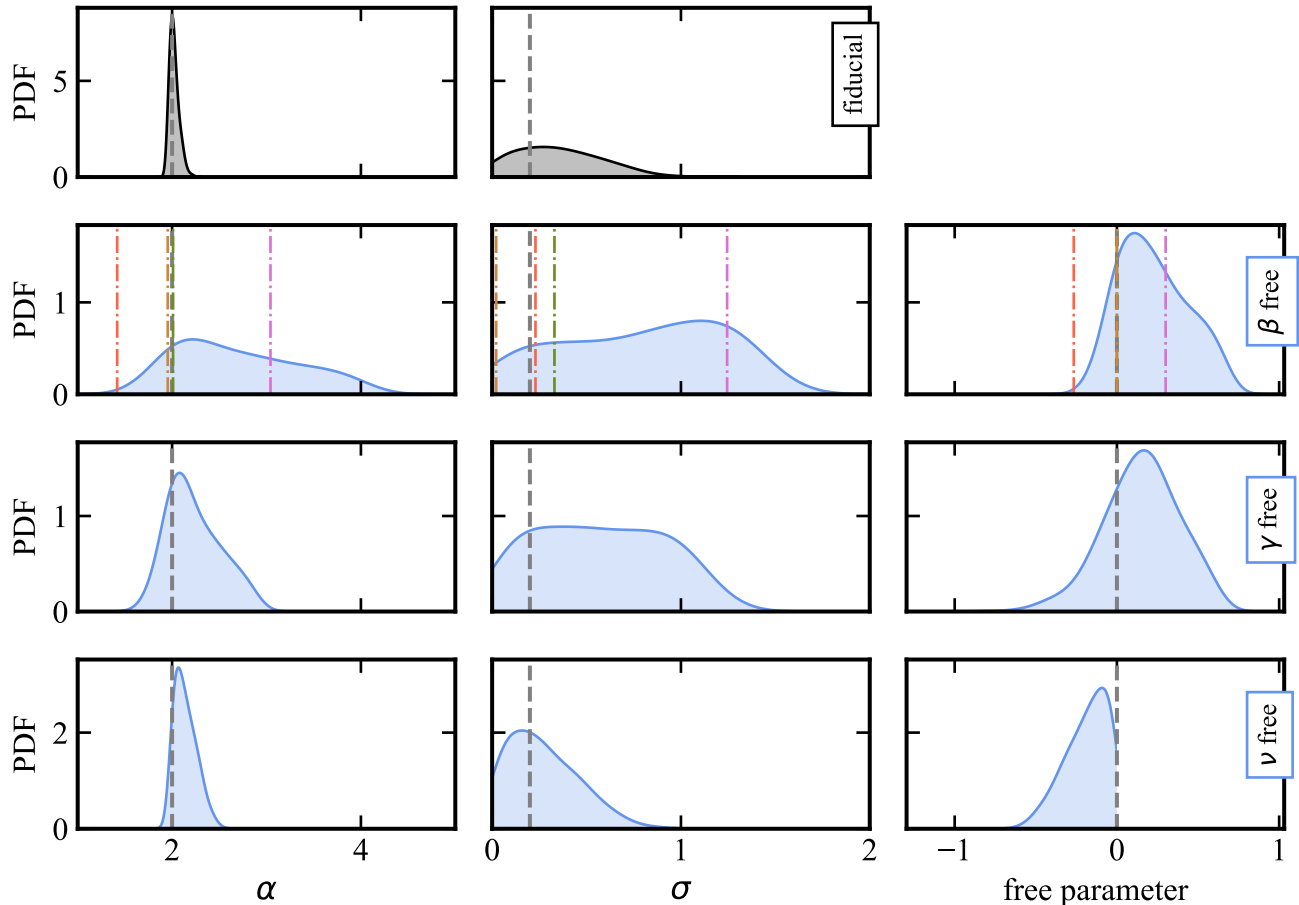 PDF
5
0
fiducial
PDF
1
0
β free
PDF
1
0
γ free
PDF
2
0
ν free
2 4
0 1 2
−1 0 1
α
σ
free parameter